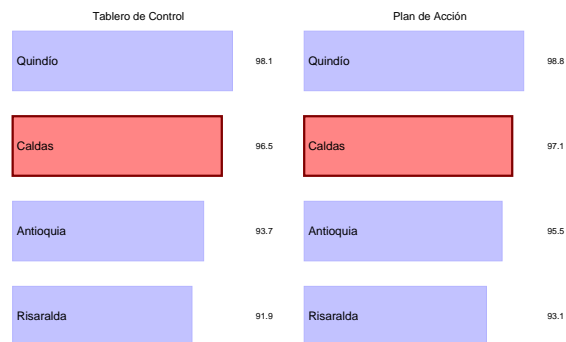 Tablero de Control
Quindío 98.1
Caldas 96.5
Antioquia 93.7
Risaralda 91.9
Plan de Acción
Quindío 98.8
Caldas 97.1
Antioquia 95.5
Risaralda 93.1